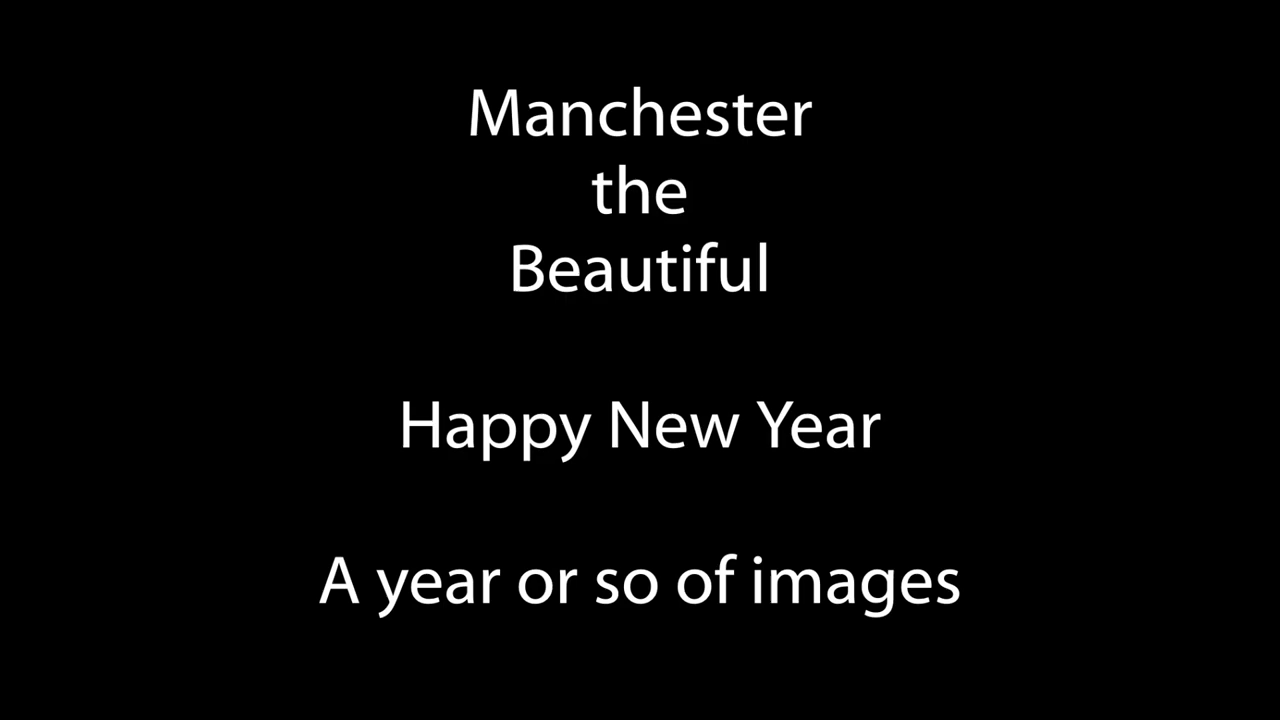 Manchester
the
Beautiful
Happy New Year
A year or so of images